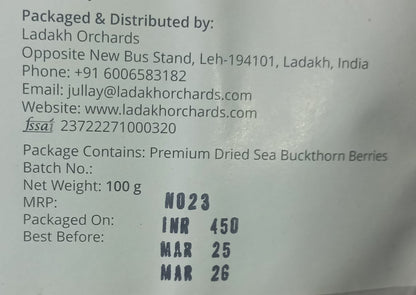 Packaged & Distributed by:
Ladakh Orchards
Opposite New Bus Stand, Leh-194101, Ladakh, India
Phone: +91 6006583182
Email: jullay@ladakhorchards.com
Website: www.ladakhorchards.com
fssai 23722271000320
Package Contains: Premium Dried Sea Buckthorn Berries
Batch No.:
Net Weight: 100 g
MRP: N023
Packaged On: INR 450
Best Before: MAR 25
MAR 26